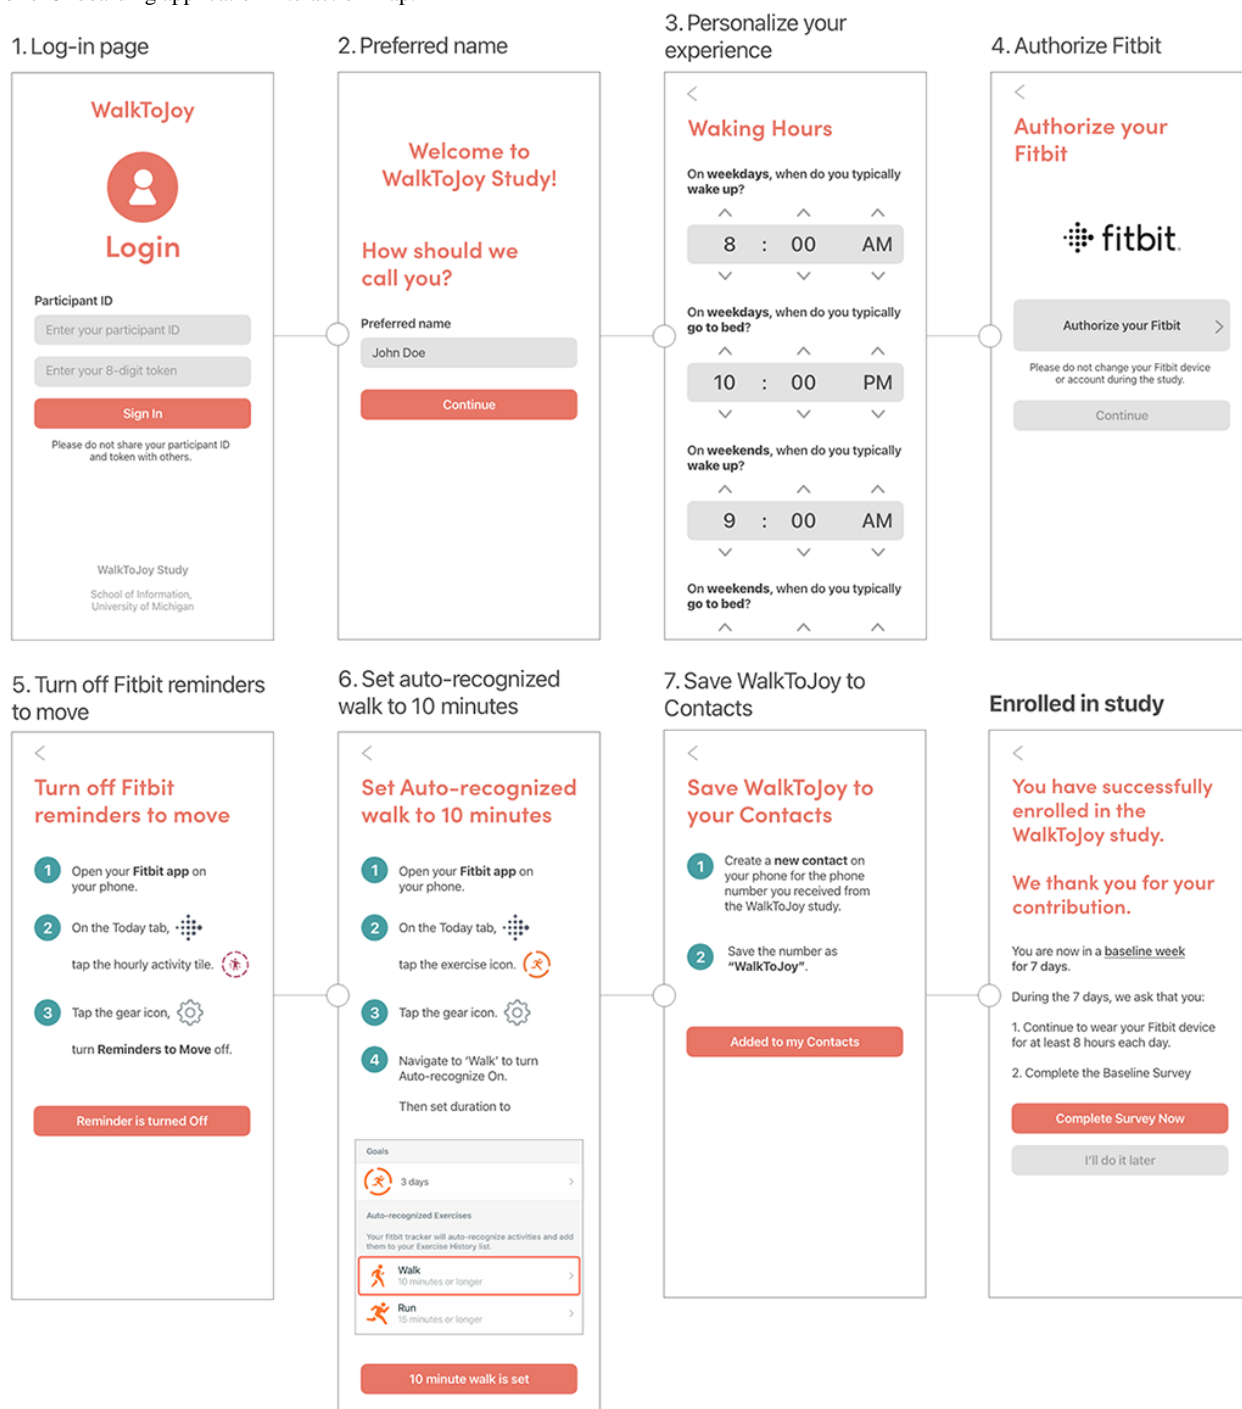 1. Log-in page
WalkToJoy
Login
Participant ID
Enter your participant ID
Enter your 8-digit token
Sign In
Please do not share your participant ID
and token with others.
WalkToJoy Study
School of Information,
University of Michigan
2. Preferred name
Welcome to
WalkToJoy Study!
How should we
call you?
Preferred name
John Doe
Continue
3. Personalize your
experience
Waking Hours
On weekdays, when do you typically
wake up?
8 : 00 AM
On weekdays, when do you typically
go to bed?
10 : 00 PM
On weekends, when do you typically
wake up?
9 : 00 AM
On weekends, when do you typically
go to bed?
4. Authorize Fitbit
Authorize your
Fitbit
fitbit.
Authorize your Fitbit
Please do not change your Fitbit device
or account during the study.
Continue
5. Turn off Fitbit reminders
to move
Turn off Fitbit
reminders to move
1 Open your Fitbit app on
your phone.
2 On the Today tab,
tap the hourly activity tile.
3 Tap the gear icon,
turn Reminders to Move off.
Reminder is turned Off
6. Set auto-recognized
walk to 10 minutes
Set Auto-recognized
walk to 10 minutes
1 Open your Fitbit app on
your phone.
2 On the Today tab,
tap the exercise icon.
3 Tap the gear icon.
4 Navigate to ‘Walk’ to turn
Auto-recognize On.
Then set duration to
Goals
3 days
Auto-recognized Exercises
Your fitbit tracker will auto-recognize activities and add
them to your Exercise History list.
Walk
10 minutes or longer
Run
15 minutes or longer
10 minute walk is set
7. Save WalkToJoy to
Contacts
Save WalkToJoy to
your Contacts
1 Create a new contact on
your phone for the phone
number you received from
the WalkToJoy study.
2 Save the number as
“WalkToJoy”.
Added to my Contacts
Enrolled in study
You have successfully
enrolled in the
WalkToJoy study.
We thank you for your
contribution.
You are now in a baseline week
for 7 days.
During the 7 days, we ask that you:
1. Continue to wear your Fitbit device
for at least 8 hours each day.
2. Complete the Baseline Survey
Complete Survey Now
I'll do it later